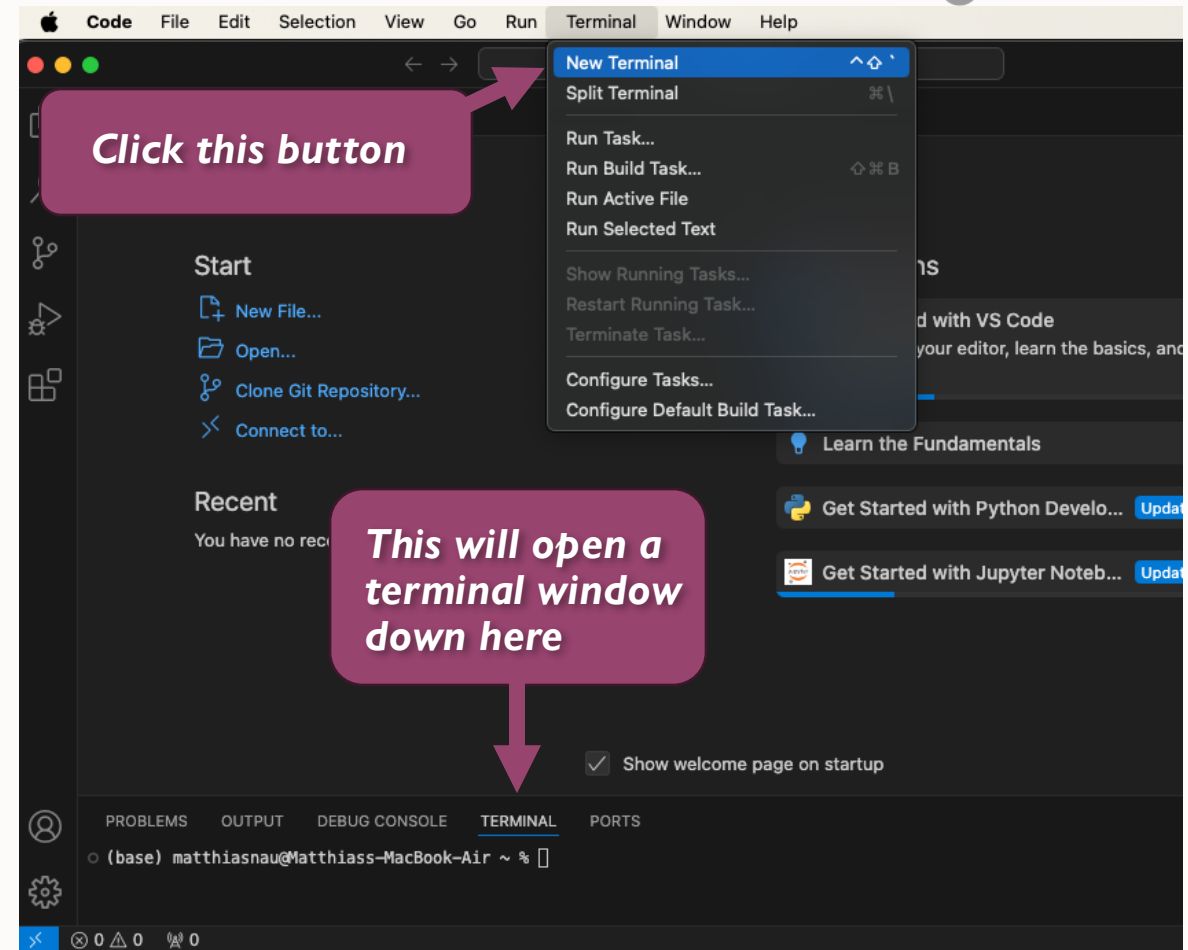 Code File Edit Selection View Go Run Terminal Window Help
New Terminal ^⇧`
Split Terminal ⌘\
Run Task...
Run Build Task... ⇧⌘B
Run Active File
Run Selected Text
Show Running Tasks...
Restart Running Task...
Terminate Task...
Configure Tasks...
Configure Default Build Task...
Click this button
Start
New File...
Open...
Clone Git Repository...
Connect to...
Recent
You have no
This will open a
terminal window
down here
with VS Code
your editor, learn the basics,
Learn the Fundamentals
Get Started with Python Develo...
Get Started with Jupyter Noteb...
Show welcome page on startup
PROBLEMS OUTPUT DEBUG CONSOLE TERMINAL PORTS
(base) matthiasnau@Matthiass-MacBook-Air ~ %
0 0 0